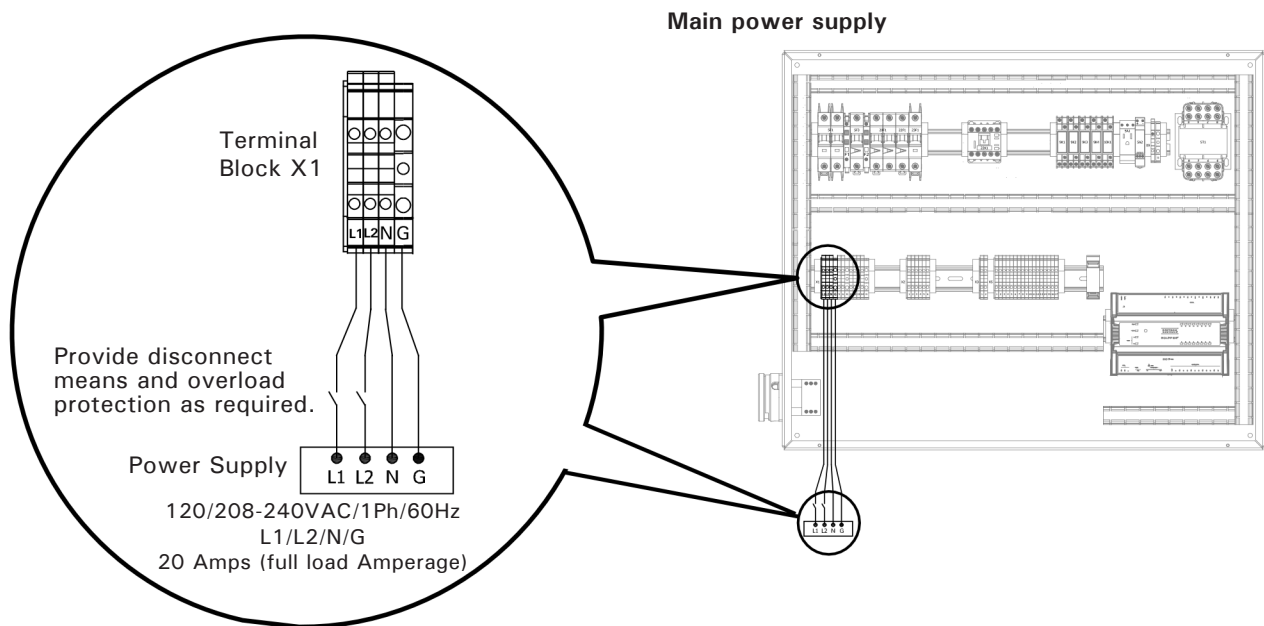 Main power supply
Terminal
Block X1
L1 L2 N G
Provide disconnect
means and overload
protection as required.
Power Supply
L1 L2 N G
120/208-240VAC/1Ph/60Hz
L1/L2/N/G
20 Amps (full load Amperage)
L1 L2 N G